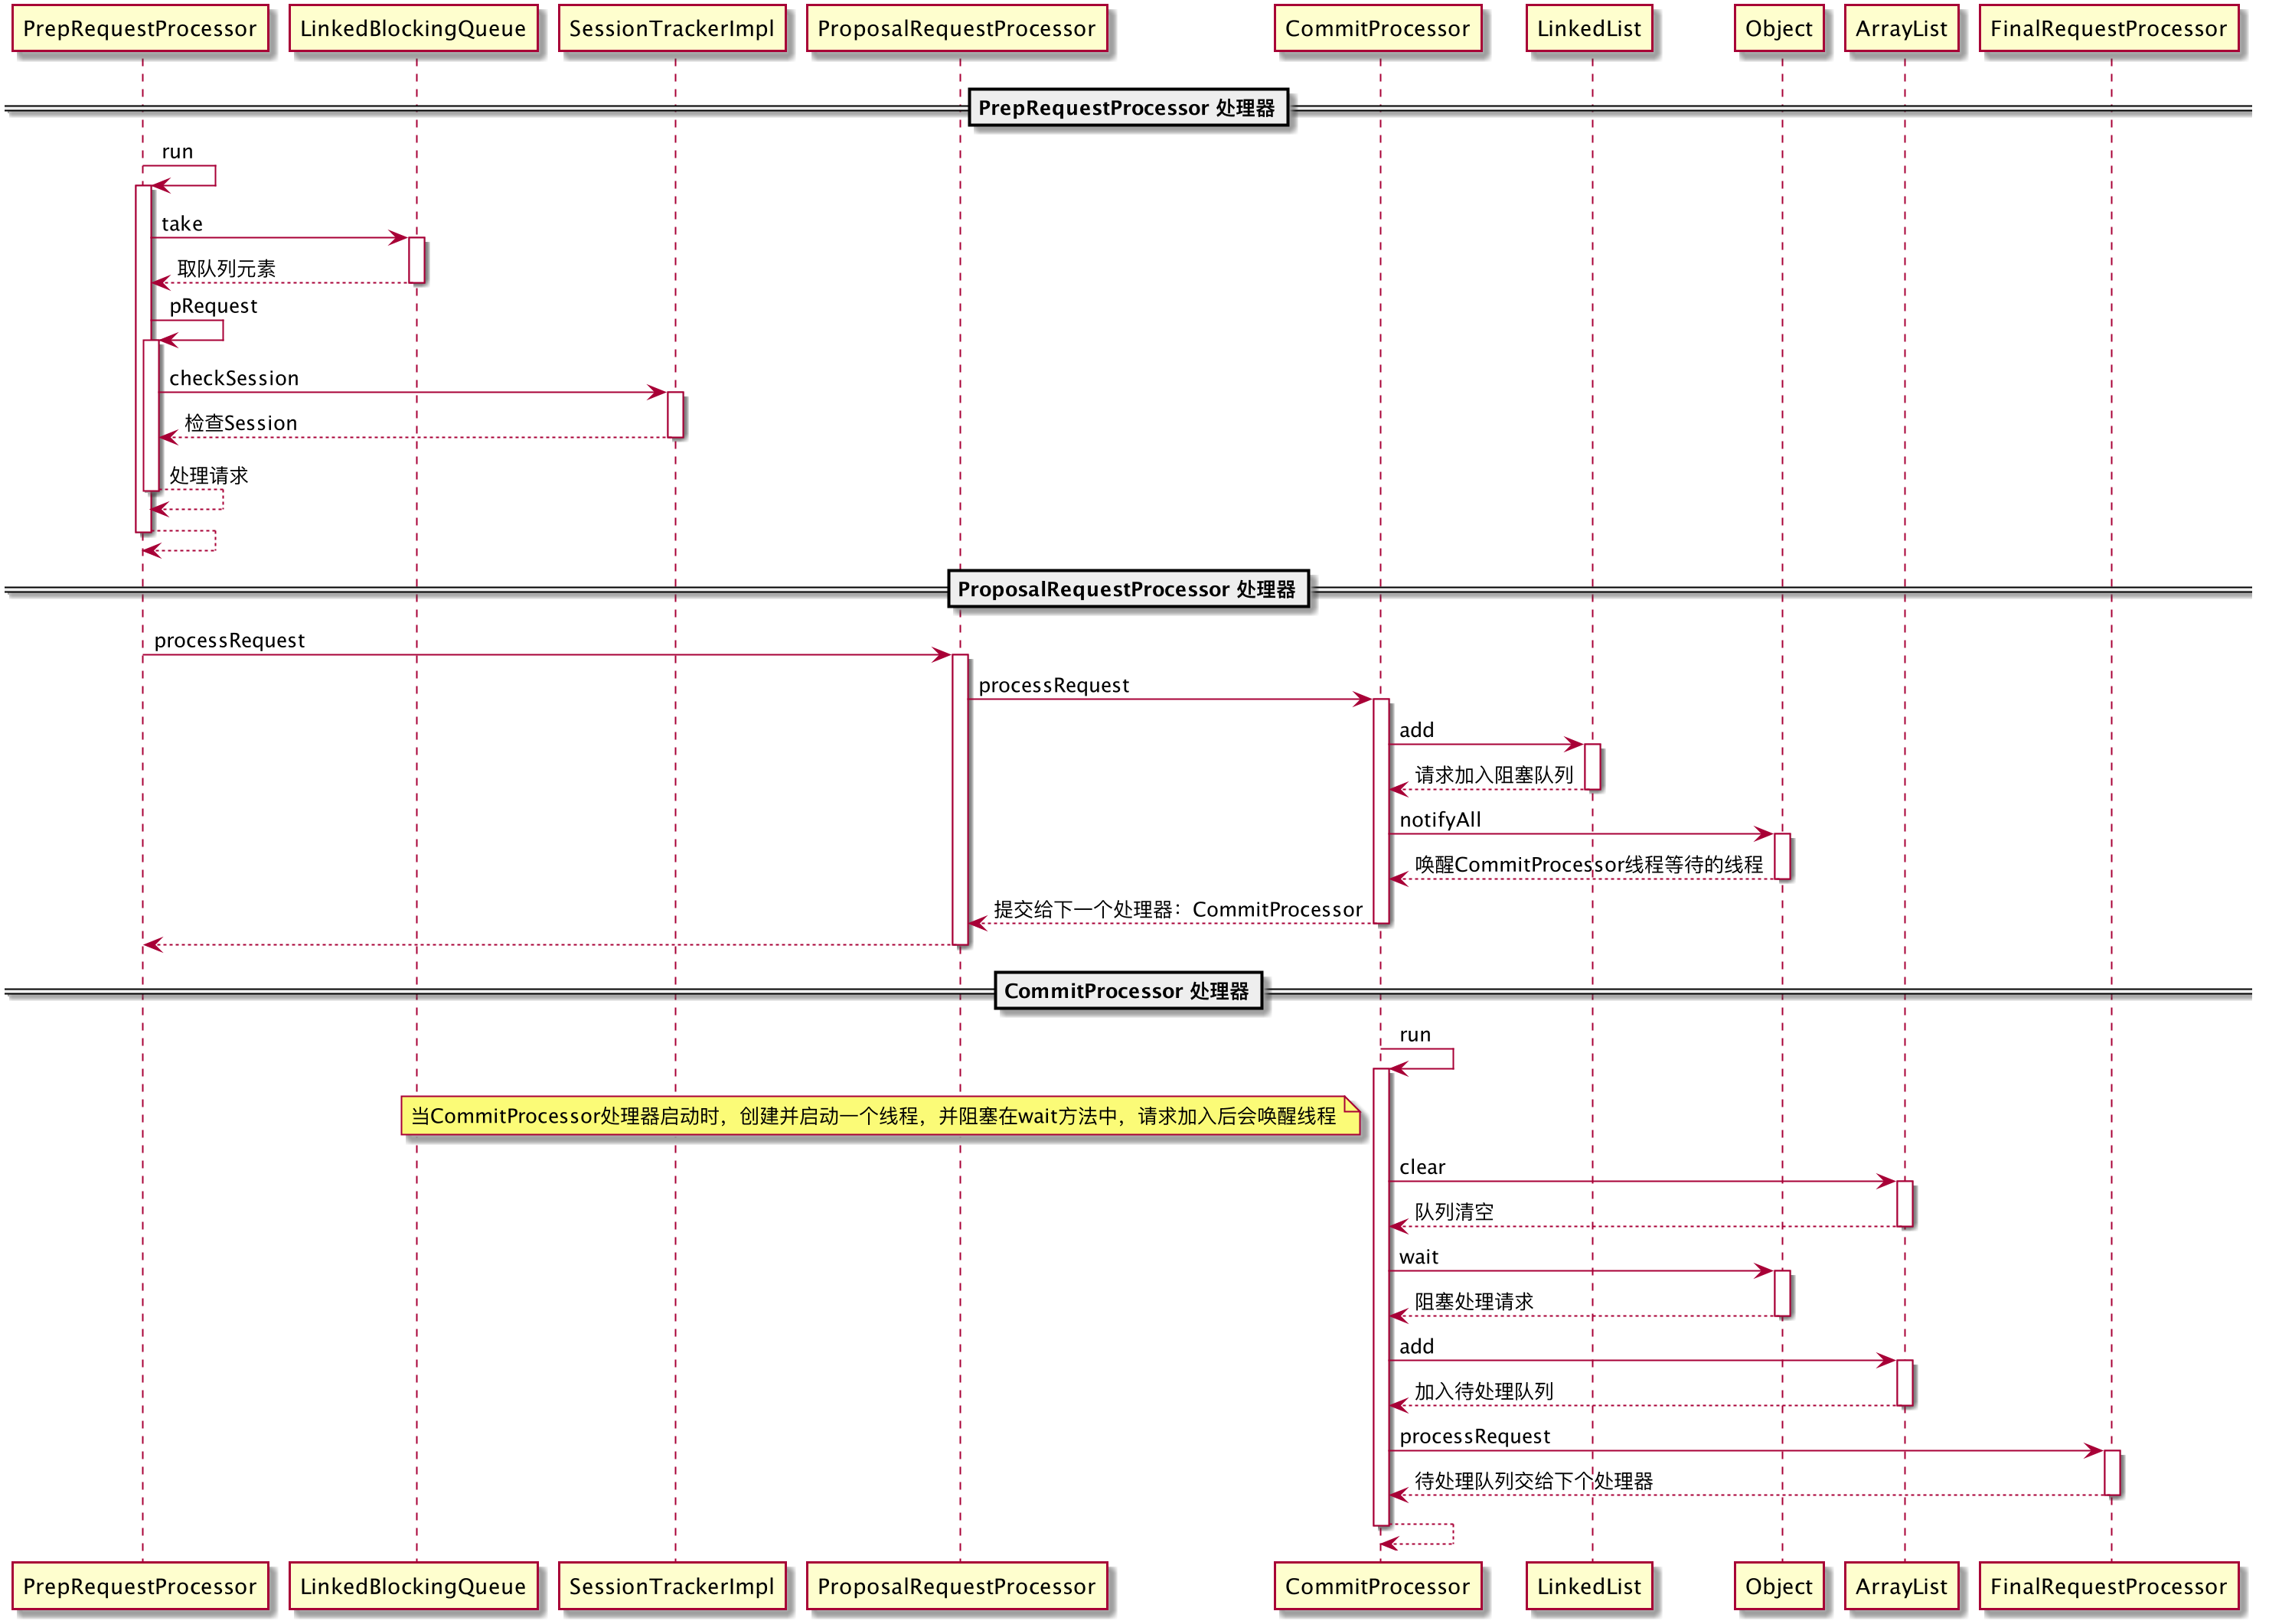 PrepRequestProcessor
LinkedBlockingQueue
SessionTrackerImpl
ProposalRequestProcessor
CommitProcessor
LinkedList
Object
ArrayList
FinalRequestProcessor
PrepRequestProcessor 处理器
run
take
取队列元素
pRequest
checkSession
检查Session
处理请求
ProposalRequestProcessor 处理器
processRequest
processRequest
add
请求加入阻塞队列
notifyAll
唤醒CommitProcessor线程等待的线程
提交给下一个处理器：CommitProcessor
CommitProcessor 处理器
run
当CommitProcessor处理器启动时，创建并启动一个线程，并阻塞在wait方法中，请求加入后会唤醒线程
clear
队列清空
wait
阻塞处理请求
add
加入待处理队列
processRequest
待处理队列交给下个处理器
PrepRequestProcessor
LinkedBlockingQueue
SessionTrackerImpl
ProposalRequestProcessor
CommitProcessor
LinkedList
Object
ArrayList
FinalRequestProcessor